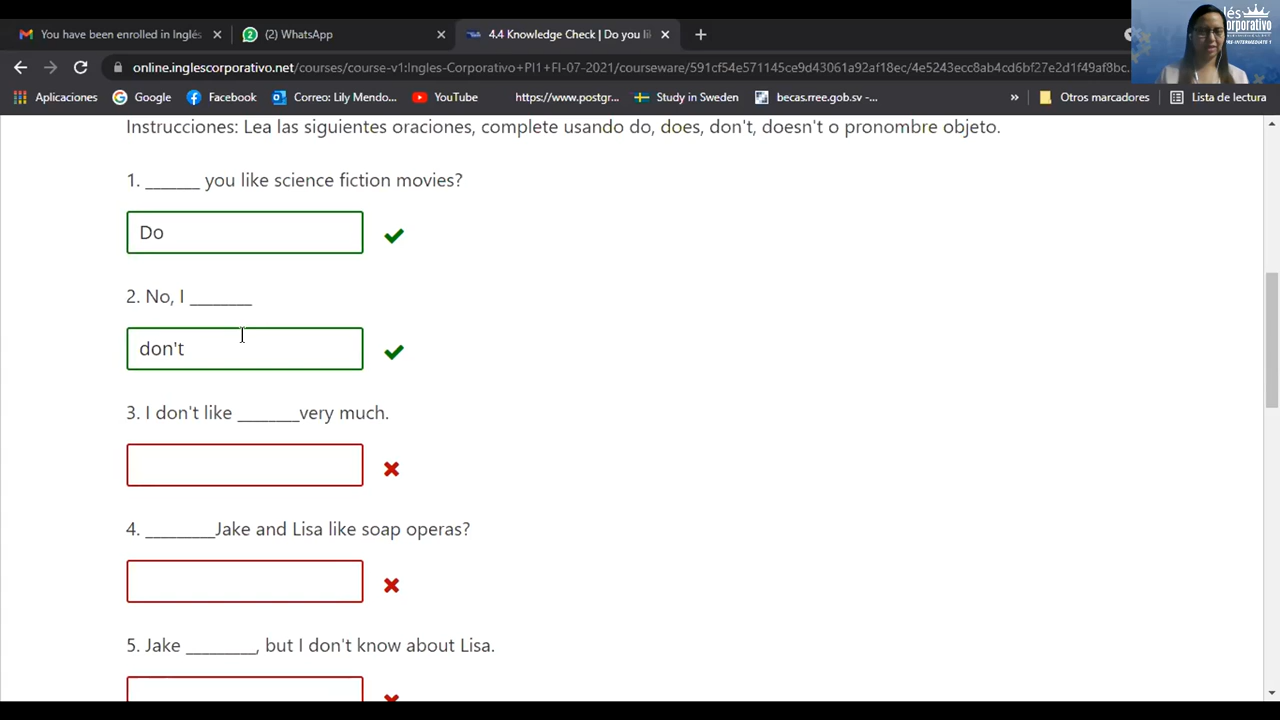 You have been enrolled in Inglés
(2) WhatsApp
4.4 Knowledge Check | Do you li
online.inglescorporativo.net/courses/course-v1:Ingles-Corporativo+PI1+FI-07-2021/courseware/591cf54e571145ce9d43061a92af18ec/4e5243ecc8ab4cd6bf27e2d1f49af8bc.
Aplicaciones
Google
Facebook
Correo: Lily Mendo...
YouTube
https://www.postgr...
Study in Sweden
becas.rree.gob.sv -...
»
Otros marcadores
Lista de lectura
Instrucciones: Lea las siguientes oraciones, complete usando do, does, don't, doesn't o pronombre objeto.
1. _______ you like science fiction movies?
Do
2. No, I ________
don't
3. I don't like ________very much.
4. _________Jake and Lisa like soap operas?
5. Jake _________, but I don't know about Lisa.